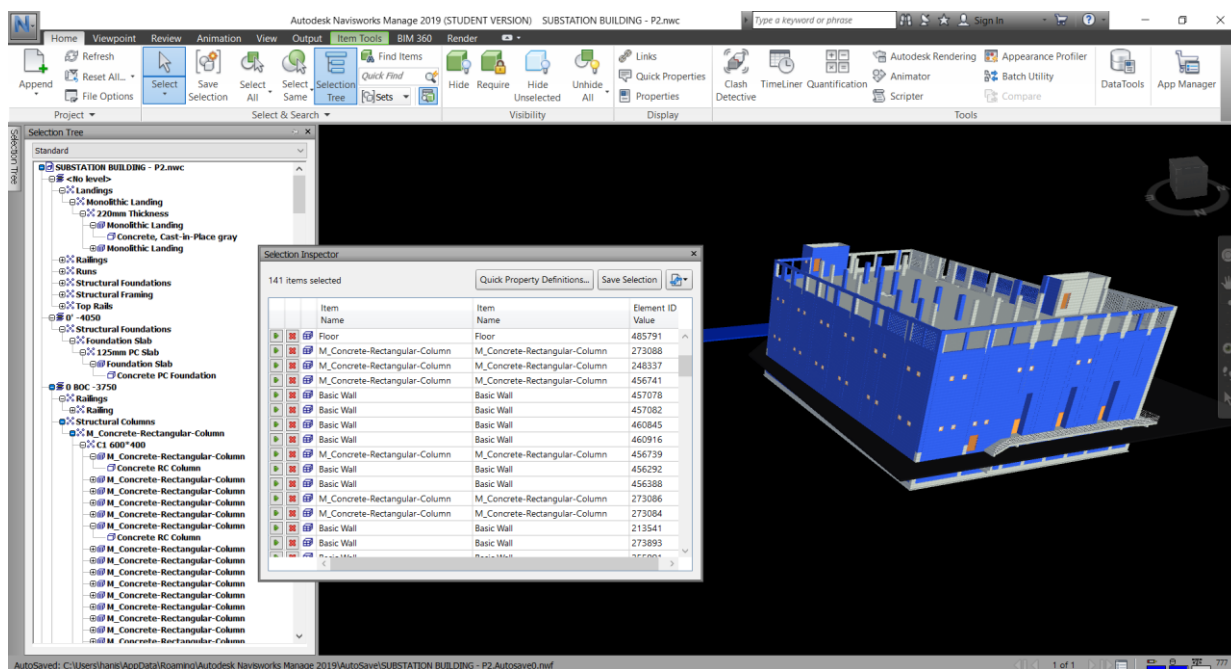 Autodesk Navisworks Manage 2019 (STUDENT VERSION) SUBSTATION BUILDING - P2.nwc
Type a keyword or phrase
Sign In
Home Viewpoint Review Animation View Output Item Tools BIM 360 Render
Append
Refresh
Reset All...
File Options
Project
Select
Save Selection
Select All
Select Same
Selection Tree
Find Items
Quick Find
Sets
Select & Search
Hide
Require
Hide Unselected
Unhide All
Visibility
Links
Quick Properties
Properties
Display
Clash Detective
TimeLiner
Quantification
Autodesk Rendering
Animator
Scripter
Appearance Profiler
Batch Utility
Compare
Tools
DataTools
App Manager
Selection Tree
Selection Tree
Standard
SUBSTATION BUILDING - P2.nwc
<No level>
Landings
Monolithic Landing
220mm Thickness
Monolithic Landing
Concrete, Cast-in-Place gray
Monolithic Landing
Railings
Runs
Structural Foundations
Structural Framing
Top Rails
0' -4050
Structural Foundations
Foundation Slab
125mm PC Slab
Foundation Slab
Concrete PC Foundation
0 BOC -3750
Railings
Railing
Structural Columns
M_Concrete-Rectangular-Column
C1 600*400
M_Concrete-Rectangular-Column
Concrete RC Column
M_Concrete-Rectangular-Column
M_Concrete-Rectangular-Column
M_Concrete-Rectangular-Column
M_Concrete-Rectangular-Column
M_Concrete-Rectangular-Column
Concrete RC Column
M_Concrete-Rectangular-Column
M_Concrete-Rectangular-Column
M_Concrete-Rectangular-Column
M_Concrete-Rectangular-Column
M_Concrete-Rectangular-Column
M_Concrete-Rectangular-Column
M_Concrete-Rectangular-Column
M_Concrete-Rectangular-Column
M_Concrete-Rectangular-Column
Selection Inspector
141 items selected
Quick Property Definitions...
Save Selection
Item Name Item Name Element ID Value
Floor Floor 485791
M_Concrete-Rectangular-Column M_Concrete-Rectangular-Column 273088
M_Concrete-Rectangular-Column M_Concrete-Rectangular-Column 248337
M_Concrete-Rectangular-Column M_Concrete-Rectangular-Column 456741
Basic Wall Basic Wall 457078
Basic Wall Basic Wall 457082
Basic Wall Basic Wall 460845
Basic Wall Basic Wall 460916
M_Concrete-Rectangular-Column M_Concrete-Rectangular-Column 456739
Basic Wall Basic Wall 456292
Basic Wall Basic Wall 456388
M_Concrete-Rectangular-Column M_Concrete-Rectangular-Column 273086
M_Concrete-Rectangular-Column M_Concrete-Rectangular-Column 273084
Basic Wall Basic Wall 213541
Basic Wall Basic Wall 273893
AutoSaved: C:\Users\hanis\AppData\Roaming\Autodesk Navisworks Manage 2019\AutoSave\SUBSTATION BUILDING - P2.Autosave0.nwf
1 of 1